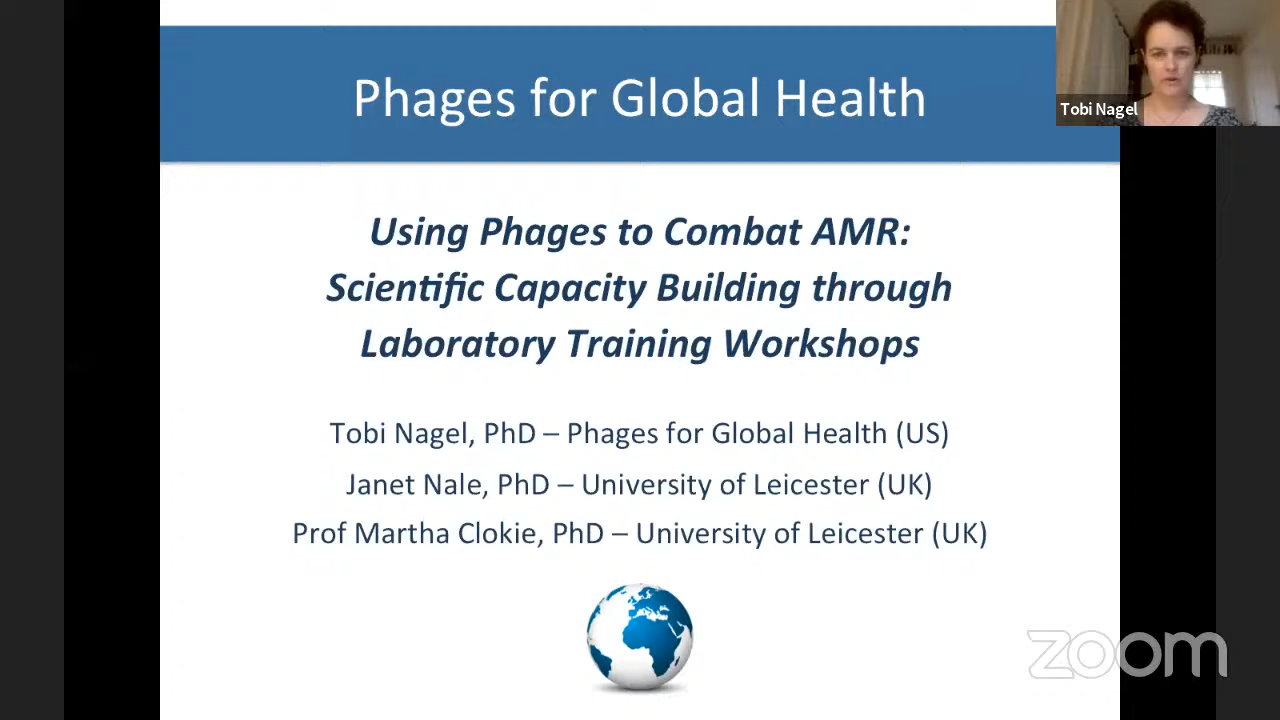 Phages for Global Health
Tobi Nagel
Using Phages to Combat AMR:
Scientific Capacity Building through
Laboratory Training Workshops
Tobi Nagel, PhD – Phages for Global Health (US)
Janet Nale, PhD – University of Leicester (UK)
Prof Martha Clokie, PhD – University of Leicester (UK)
zoom